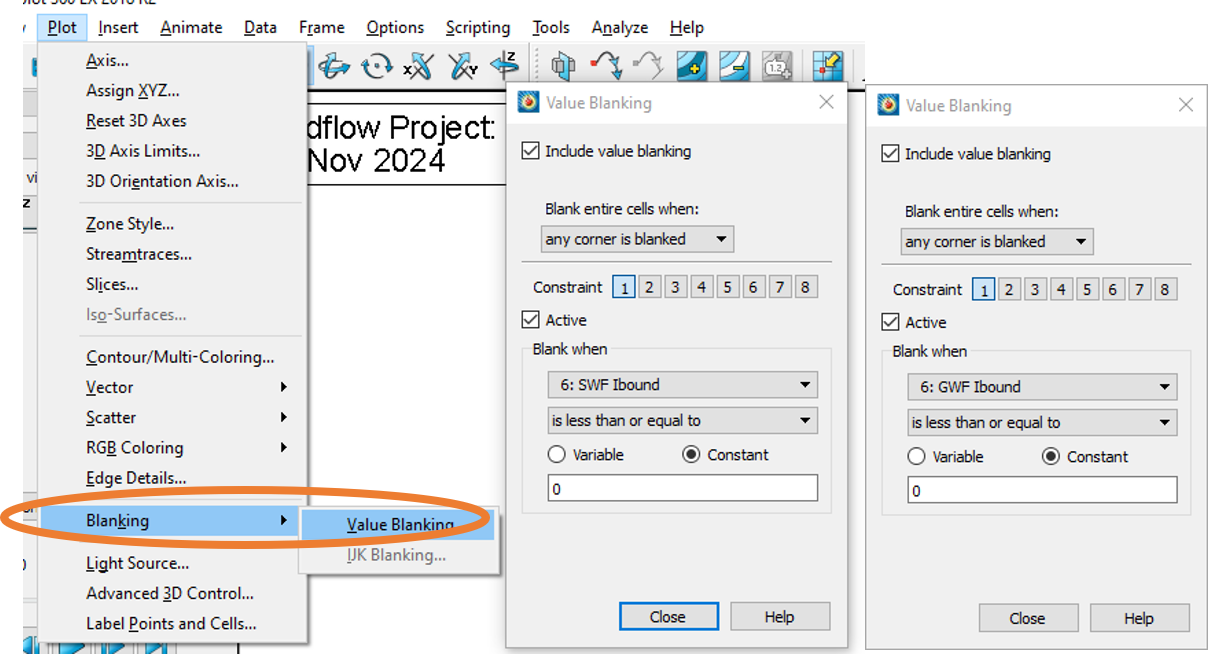 Plot Insert Animate Data Frame Options Scripting Tools Analyze Help
Axis...
Assign XYZ...
Reset 3D Axes
3D Axis Limits...
3D Orientation Axis...
Zone Style...
Streamtraces...
Slices...
Iso-Surfaces...
Contour/Multi-Coloring...
Vector
Scatter
RGB Coloring
Edge Details...
Blanking
Light Source...
Advanced 3D Control...
Label Points and Cells...
Value Blanking
IJK Blanking...
dflow Project:
Nov 2024
Value Blanking
Include value blanking
Blank entire cells when:
any corner is blanked
Constraint 1 2 3 4 5 6 7 8
Active
Blank when
6: SWF Ibound
is less than or equal to
Variable Constant
0
Close Help
Value Blanking
Include value blanking
Blank entire cells when:
any corner is blanked
Constraint 1 2 3 4 5 6 7 8
Active
Blank when
6: GWF Ibound
is less than or equal to
Variable Constant
0
Close Help